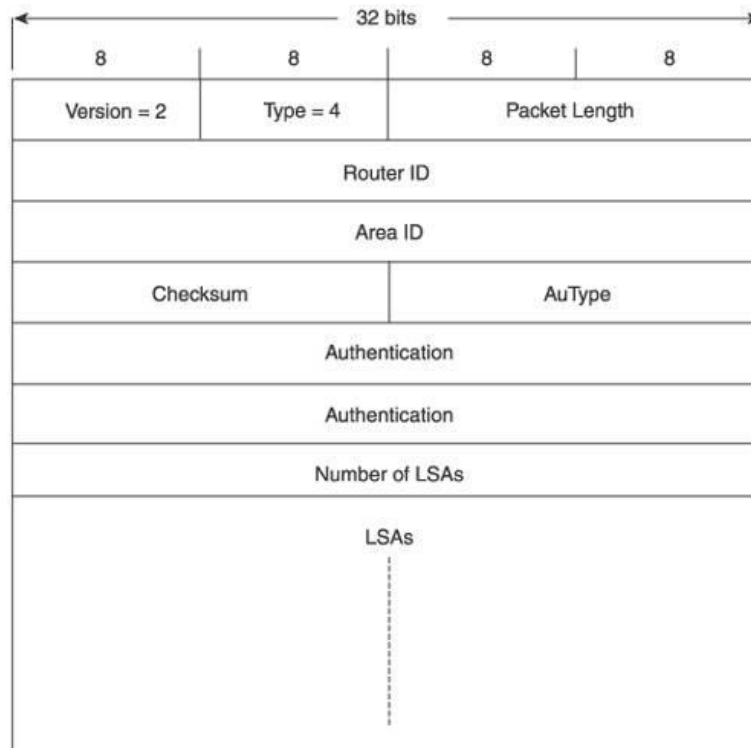 32 bits
8 8 8 8
Version = 2 Type = 4 Packet Length
Router ID
Area ID
Checksum AuType
Authentication
Authentication
Number of LSAs
LSAs